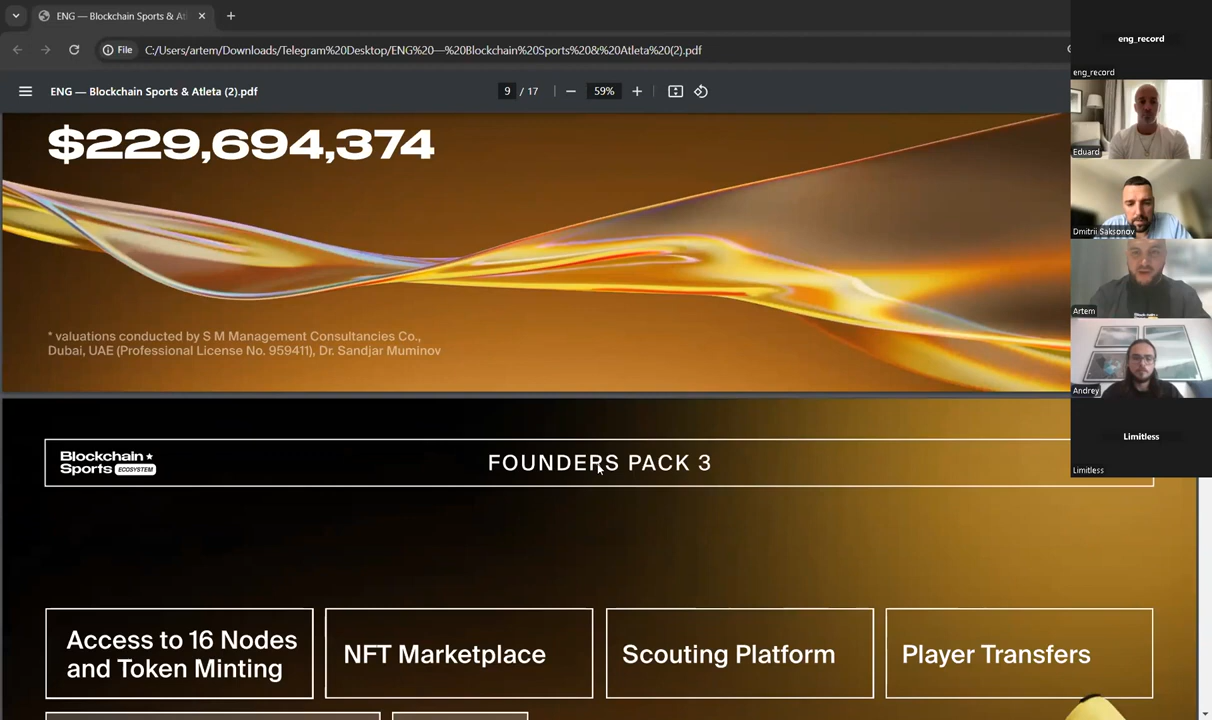 ENG — Blockchain Sports & Atl
File
C:/Users/artem/Downloads/Telegram%20Desktop/ENG%20—%20Blockchain%20Sports%20&%20Atleta%20(2).pdf
ENG — Blockchain Sports & Atleta (2).pdf
9 / 17
59%
$229,694,374
* valuations conducted by S M Management Consultancies Co.,
Dubai, UAE (Professional License No. 959411), Dr. Sandjar Muminov
Blockchain
Sports ECOSYSTEM
FOUNDERS PACK 3
Access to 16 Nodes
and Token Minting
NFT Marketplace
Scouting Platform
Player Transfers
eng_record
eng_record
Eduard
Dmitrii Saksonov
Artem
Andrey
Limitless
Limitless